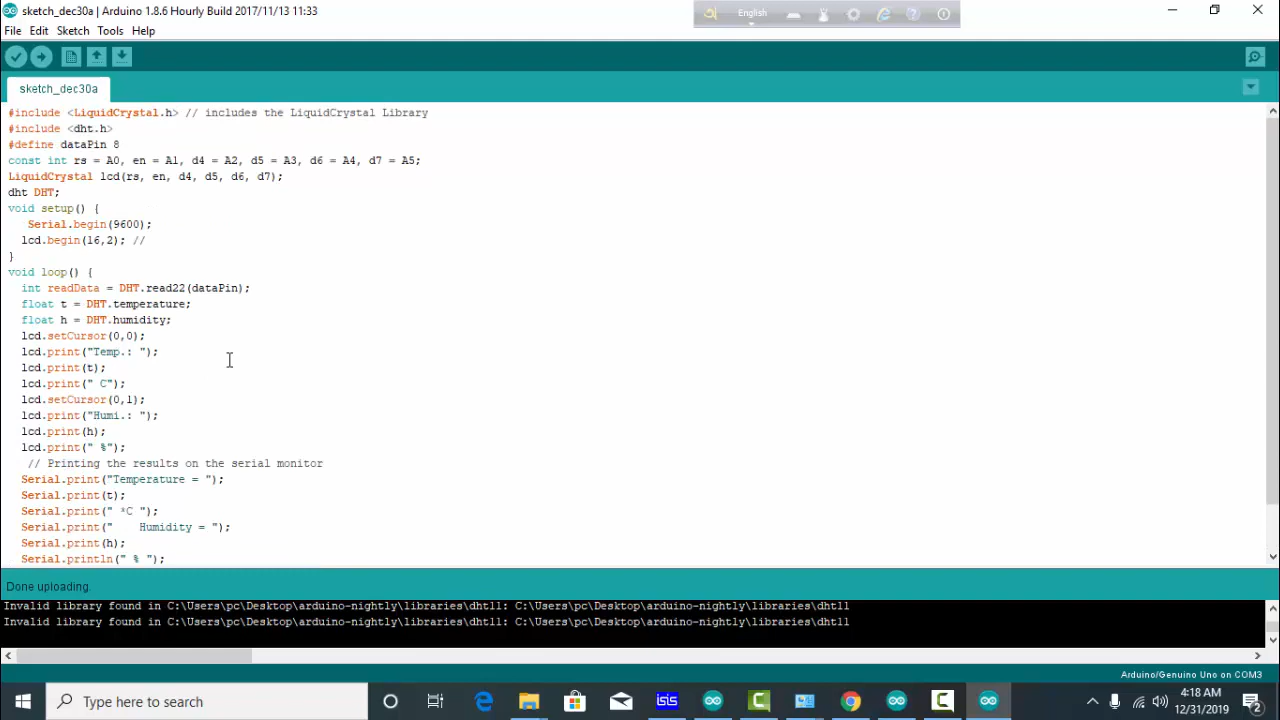 sketch_dec30a | Arduino 1.8.6 Hourly Build 2017/11/13 11:33
English
File Edit Sketch Tools Help
sketch_dec30a
#include <LiquidCrystal.h> // includes the LiquidCrystal Library
#include <dht.h>
#define dataPin 8
const int rs = A0, en = A1, d4 = A2, d5 = A3, d6 = A4, d7 = A5;
LiquidCrystal lcd(rs, en, d4, d5, d6, d7);
dht DHT;
void setup() {
Serial.begin(9600);
lcd.begin(16,2); //
}
void loop() {
int readData = DHT.read22(dataPin);
float t = DHT.temperature;
float h = DHT.humidity;
lcd.setCursor(0,0);
lcd.print("Temp.: ");
lcd.print(t);
lcd.print(" C");
lcd.setCursor(0,1);
lcd.print("Humi.: ");
lcd.print(h);
lcd.print(" %");
// Printing the results on the serial monitor
Serial.print("Temperature = ");
Serial.print(t);
Serial.print(" *C ");
Serial.print("    Humidity = ");
Serial.print(h);
Serial.println(" % ");
Done uploading.
Invalid library found in C:\Users\pc\Desktop\arduino-nightly\libraries\dht11: C:\Users\pc\Desktop\arduino-nightly\libraries\dht11
Invalid library found in C:\Users\pc\Desktop\arduino-nightly\libraries\dht11: C:\Users\pc\Desktop\arduino-nightly\libraries\dht11
Arduino/Genuino Uno on COM3
Type here to search
isis
4:18 AM
12/31/2019
2